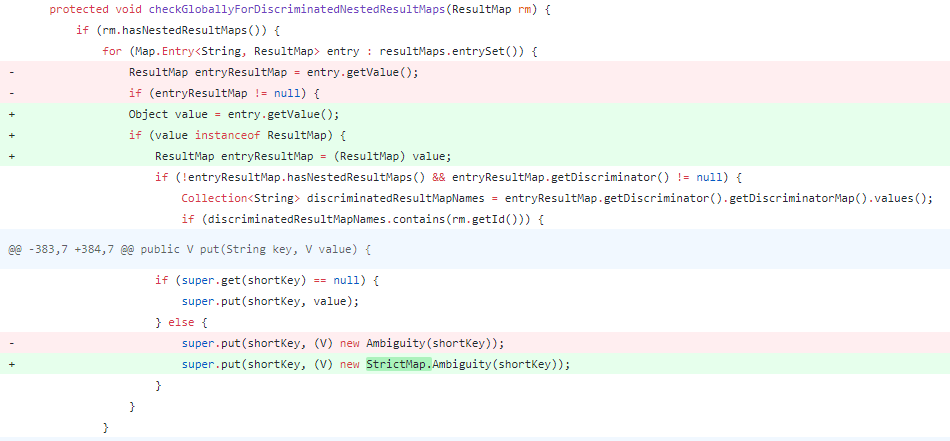 protected void checkGloballyForDiscriminatedNestedResultMaps(ResultMap rm) {
if (rm.hasNestedResultMaps()) {
for (Map.Entry<String, ResultMap> entry : resultMaps.entrySet()) {
- ResultMap entryResultMap = entry.getValue();
- if (entryResultMap != null) {
+ Object value = entry.getValue();
+ if (value instanceof ResultMap) {
+ ResultMap entryResultMap = (ResultMap) value;
if (!entryResultMap.hasNestedResultMaps() && entryResultMap.getDiscriminator() != null) {
Collection<String> discriminatedResultMapNames = entryResultMap.getDiscriminator().getDiscriminatorMap().values();
if (discriminatedResultMapNames.contains(rm.getId())) {
@@ -383,7 +384,7 @@ public V put(String key, V value) {
if (super.get(shortKey) == null) {
super.put(shortKey, value);
} else {
- super.put(shortKey, (V) new Ambiguity(shortKey));
+ super.put(shortKey, (V) new StrictMap.Ambiguity(shortKey));
}
}
}